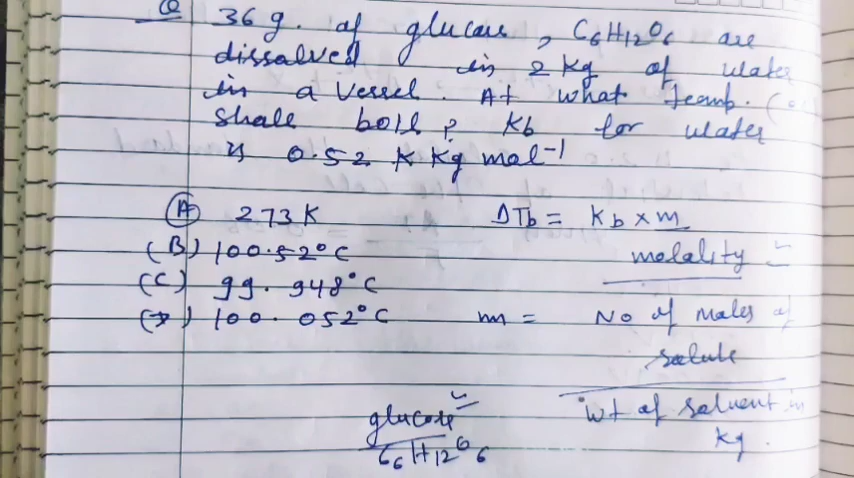 Q 36 g. of glucose, C6H12O6 are
dissolved in 2 kg of water
in a vessel. At what temp. (
shall boil? Kb for water
is 0.52 K Kg mol-1
(A) 273 K
(B) 100.52°C
(C) 99.948°C
(D) 100.052°C
ΔTb = Kb x m
molality
m = No of moles of
solute
wt of solvent in
kg.
glucose
C6H12O6